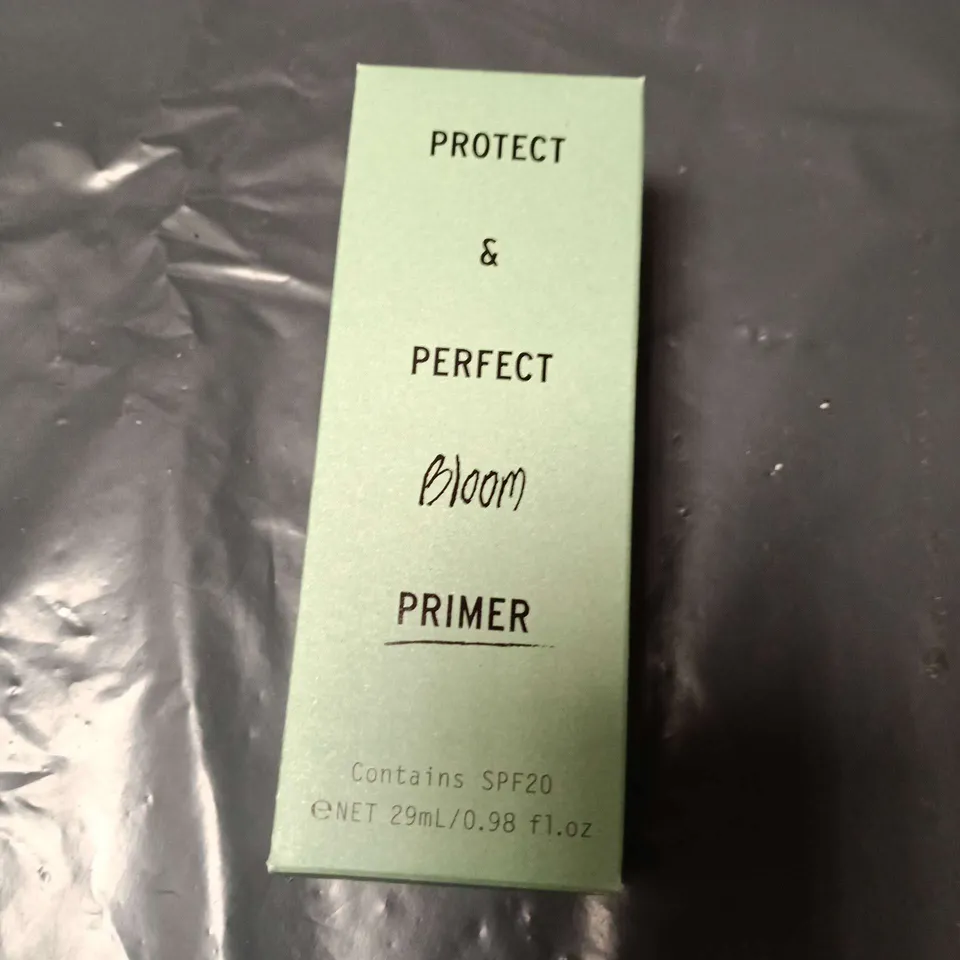 PROTECT
&
PERFECT
Bloom
PRIMER
Contains SPF20
℮NET 29mL/0.98 fl.oz